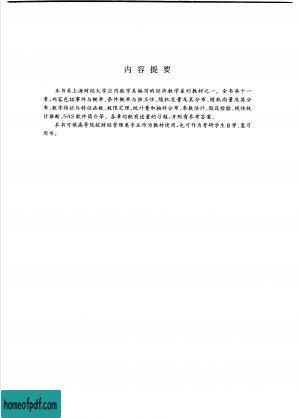 内容提要
本书系上海财经大学应用数学系编写的经济数学系列教材之一。全书共十一
章,内容包括事件与概率、条件概率与独立性、随机变量及其分布、随机向量及其分
布、数字特征与特征函数、极限定理、统计量和抽样分布、参数估计、假设检验、线性统
计推断、SAS软件简介等。各章均配有适量的习题,并附有参考答案。
本书可供高等院校财经管理类专业作为教材使用,也可作为考研学生自学、复习
用书。
homeofpdf.com
homeofpdf.com